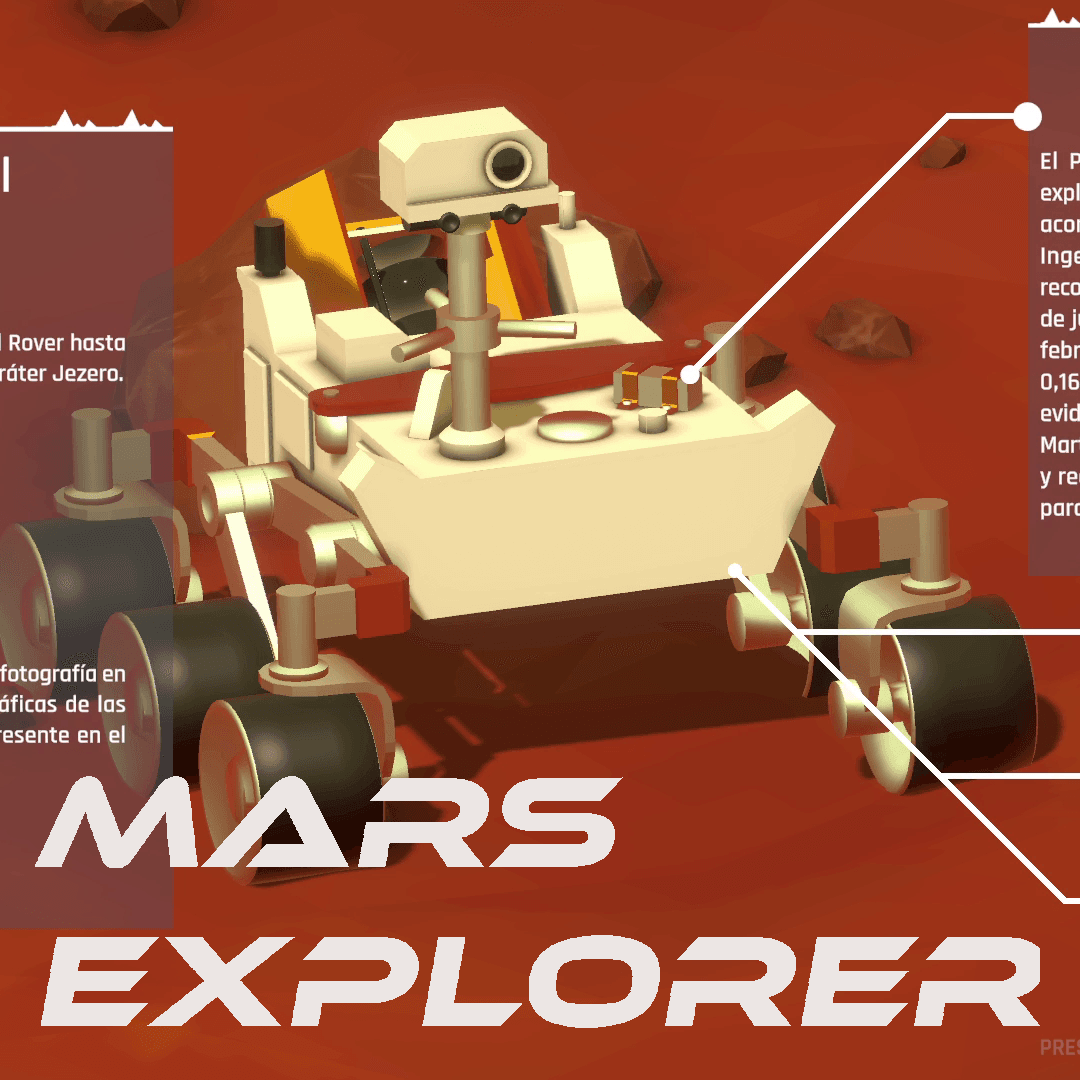 l
l Rover hasta
ráter Jezero.
fotografía en
áficas de las
resente en el
El P
expl
acor
Inge
reco
de ju
febr
0,16
evid
Mar
y re
para
MARS
EXPLORER
PRES